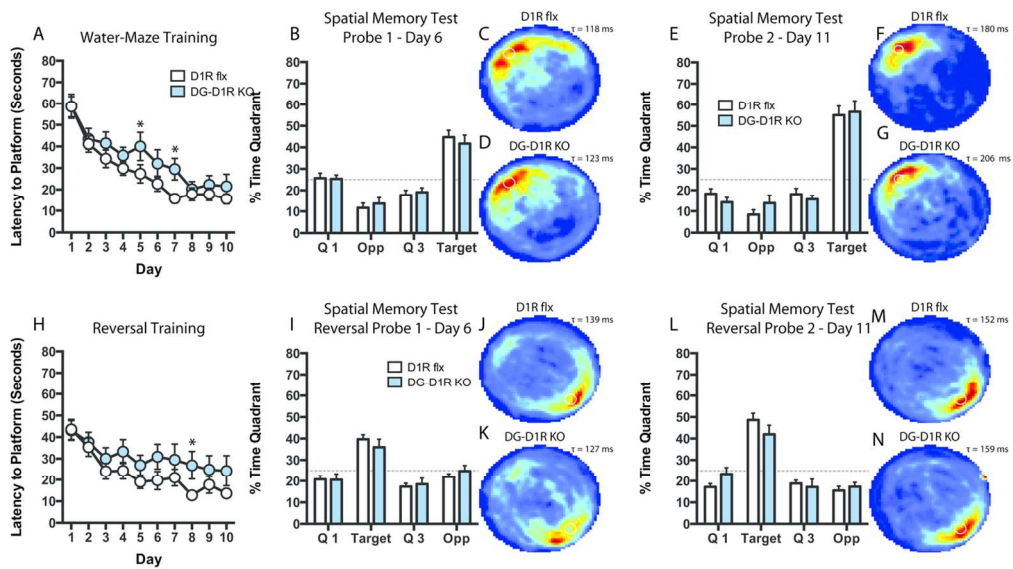 A
Water-Maze Training
Latency to Platform (Seconds)
80
70
60
50
40
30
20
10
0
D1R flx
DG-D1R KO
*
*
1 2 3 4 5 6 7 8 9 10
Day
B
Spatial Memory Test
Probe 1 - Day 6
% Time Quadrant
80
70
60
50
40
30
20
10
0
Q 1 Opp Q 3 Target
C
D1R flx
τ = 118 ms
D
DG-D1R KO
τ = 123 ms
E
Spatial Memory Test
Probe 2 - Day 11
% Time Quadrant
80
70
60
50
40
30
20
10
0
D1R flx
DG-D1R KO
Q 1 Opp Q 3 Target
F
D1R flx
τ = 180 ms
G
DG-D1R KO
τ = 206 ms
H
Reversal Training
Latency to Platform (Seconds)
80
70
60
50
40
30
20
10
0
*
1 2 3 4 5 6 7 8 9 10
Day
I
Spatial Memory Test
Reversal Probe 1 - Day 6
% Time Quadrant
80
70
60
50
40
30
20
10
0
D1R flx
DG-D1R KO
Q 1 Target Q 3 Opp
J
D1R flx
τ = 139 ms
K
DG-D1R KO
τ = 127 ms
L
Spatial Memory Test
Reversal Probe 2 - Day 11
% Time Quadrant
80
70
60
50
40
30
20
10
0
Q 1 Target Q 3 Opp
M
D1R flx
τ = 152 ms
N
DG-D1R KO
τ = 159 ms